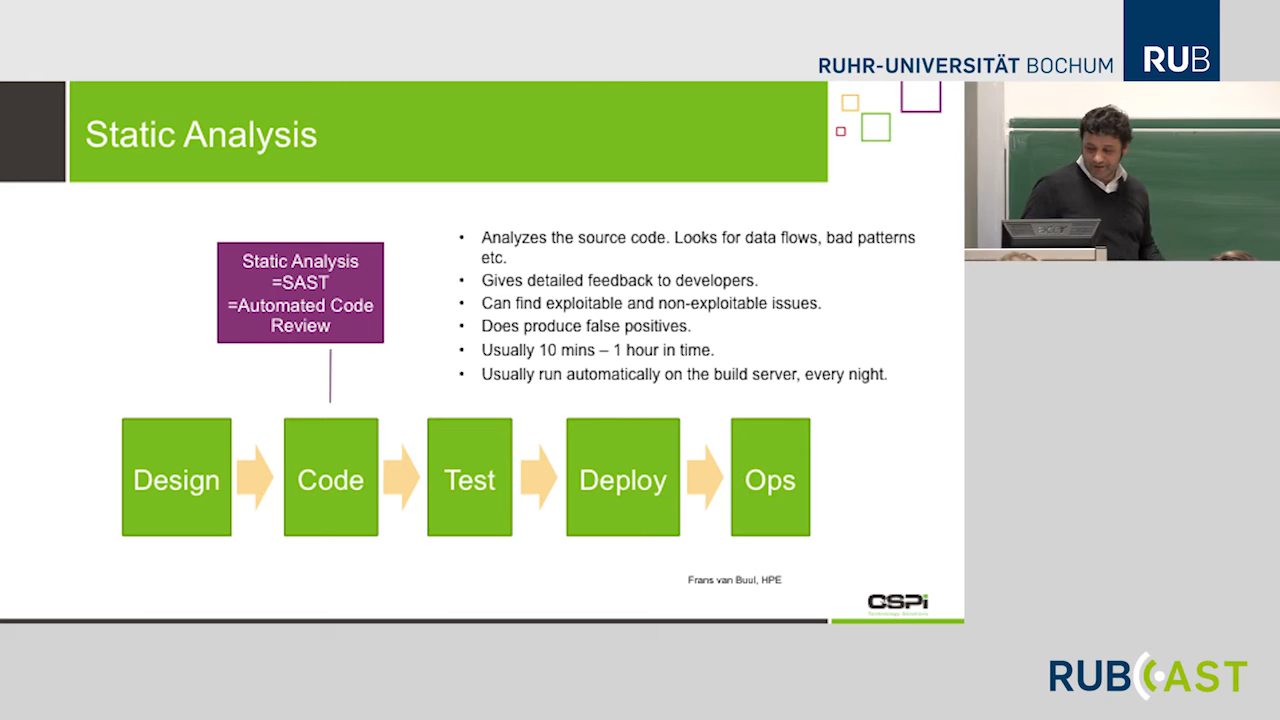 RUHR-UNIVERSITÄT BOCHUM
RUB
Static Analysis
Static Analysis
=SAST
=Automated Code
Review
• Analyzes the source code. Looks for data flows, bad patterns
etc.
• Gives detailed feedback to developers.
• Can find exploitable and non-exploitable issues.
• Does produce false positives.
• Usually 10 mins – 1 hour in time.
• Usually run automatically on the build server, every night.
Design
Code
Test
Deploy
Ops
Frans van Buul, HPE
CSPi
RUBCAST